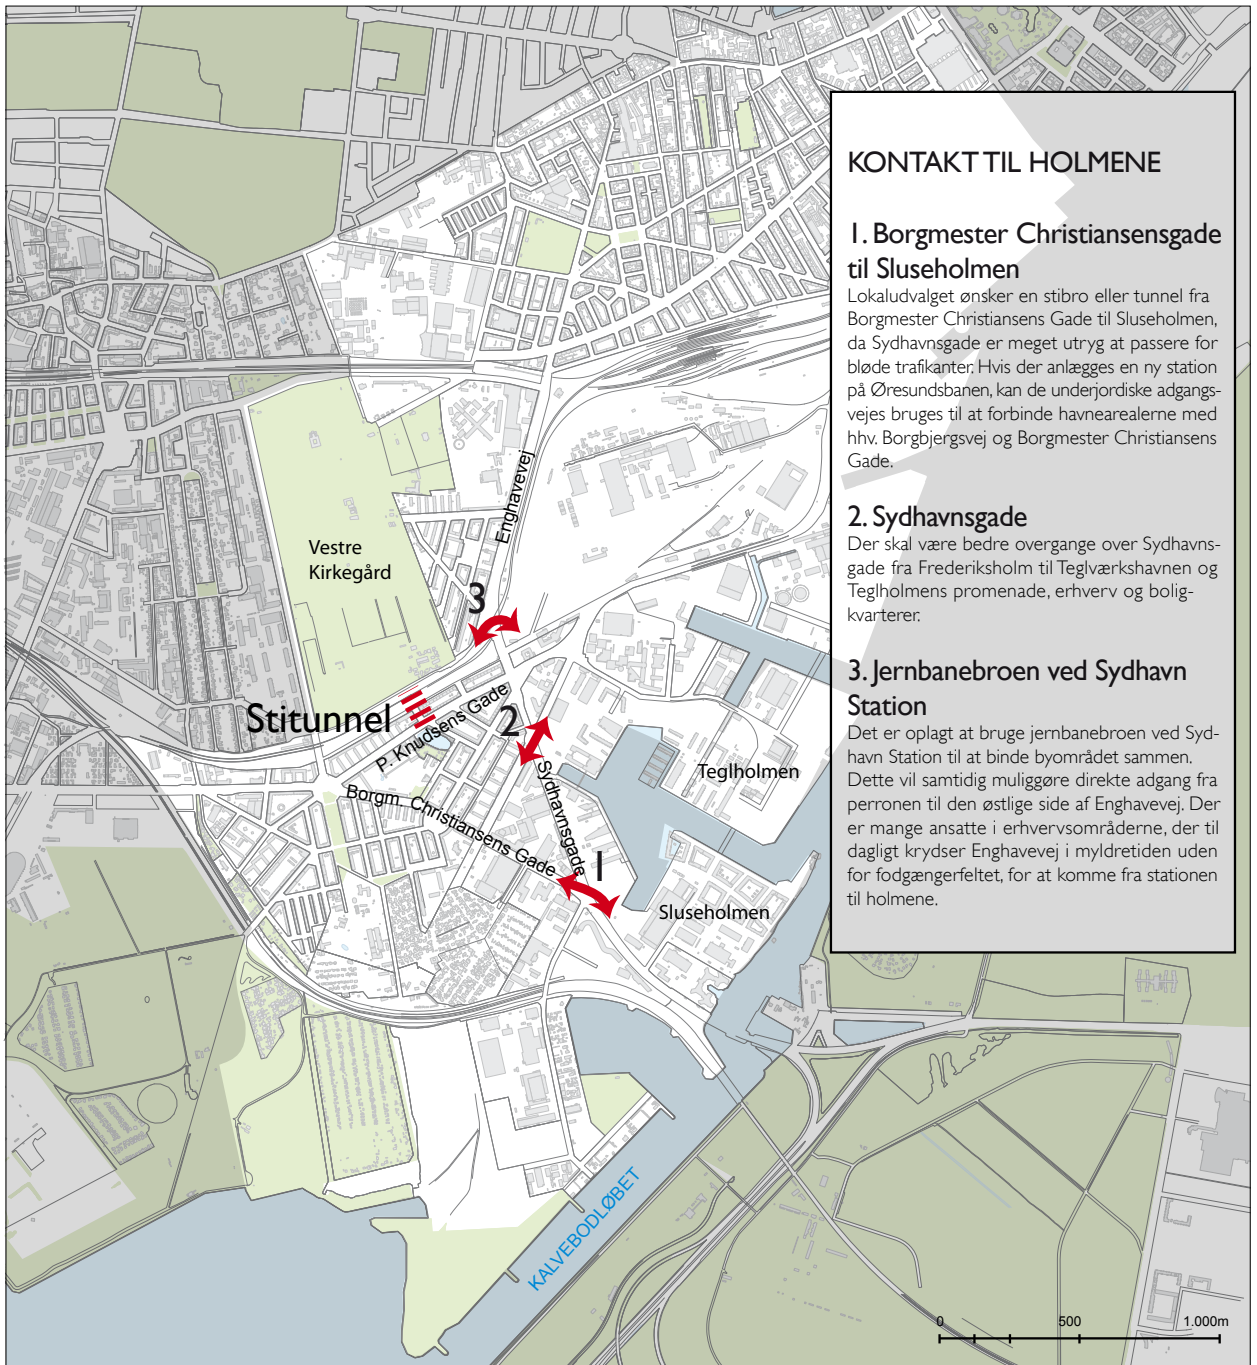 KONTAKT TIL HOLMENE
1. Borgmester Christiansensgade
til Sluseholmen
Lokaludvalget ønsker en stibro eller tunnel fra
Borgmester Christiansens Gade til Sluseholmen,
da Sydhavnsgade er meget utryg at passere for
bløde trafikanter. Hvis der anlægges en ny station
på Øresundsbanen, kan de underjordiske adgangs-
vejes bruges til at forbinde havnearealerne med
hhv. Borgbjergsvej og Borgmester Christiansens
Gade.
2. Sydhavnsgade
Der skal være bedre overgange over Sydhavns-
gade fra Frederiksholm til Teglværkshavnen og
Teglholmens promenade, erhverv og bolig-
kvarterer.
3. Jernbanebroen ved Sydhavn
Station
Det er oplagt at bruge jernbanebroen ved Syd-
havn Station til at binde byområdet sammen.
Dette vil samtidig muliggøre direkte adgang fra
perronen til den østlige side af Enghavevej. Der
er mange ansatte i erhvervsområderne, der til
dagligt krydser Enghavevej i myldretiden uden
for fodgængerfeltet, for at komme fra stationen
til holmene.
Enghavevej
Vestre
Kirkegård
3
Stitunnel
P. Knudsens Gade
2
Teglholmen
Sydhavnsgade
Borgm. Christiansens Gade
1
Sluseholmen
KALVEBODLØBET
0 500 1.000m